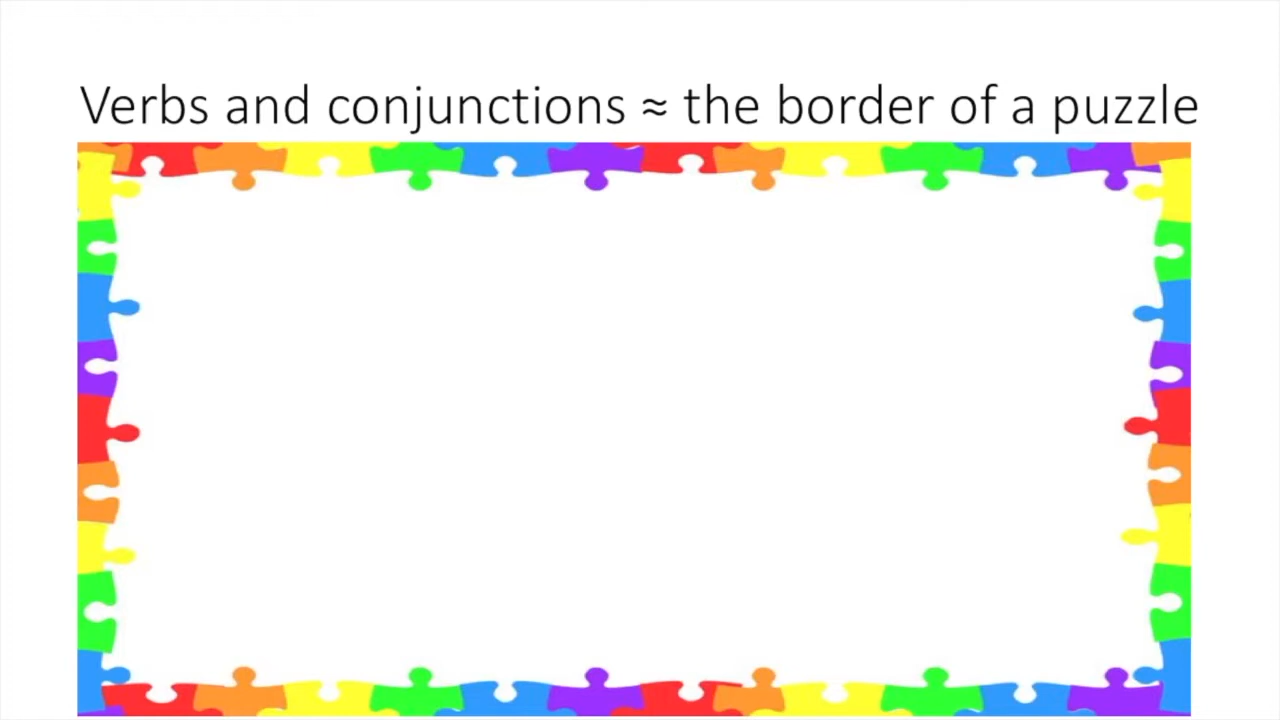 Verbs and conjunctions ≈ the border of a puzzle